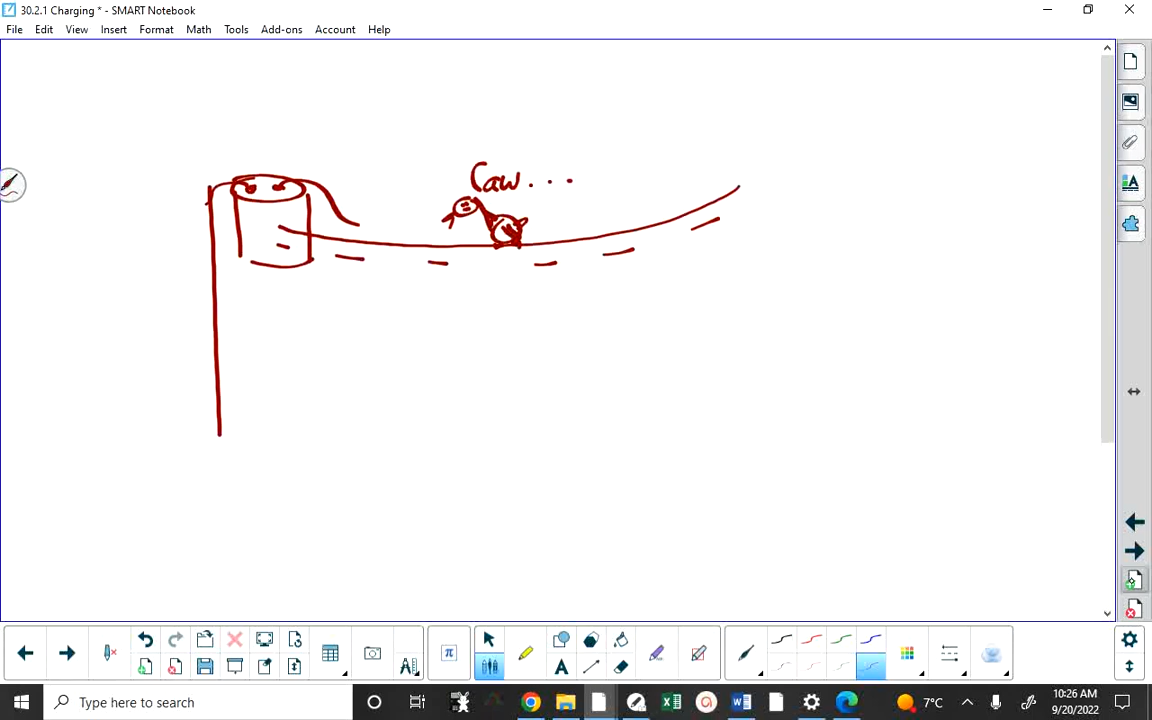 30.2.1 Charging * - SMART Notebook
File Edit View Insert Format Math Tools Add-ons Account Help
Caw...
Type here to search
7°C
10:26 AM
9/20/2022